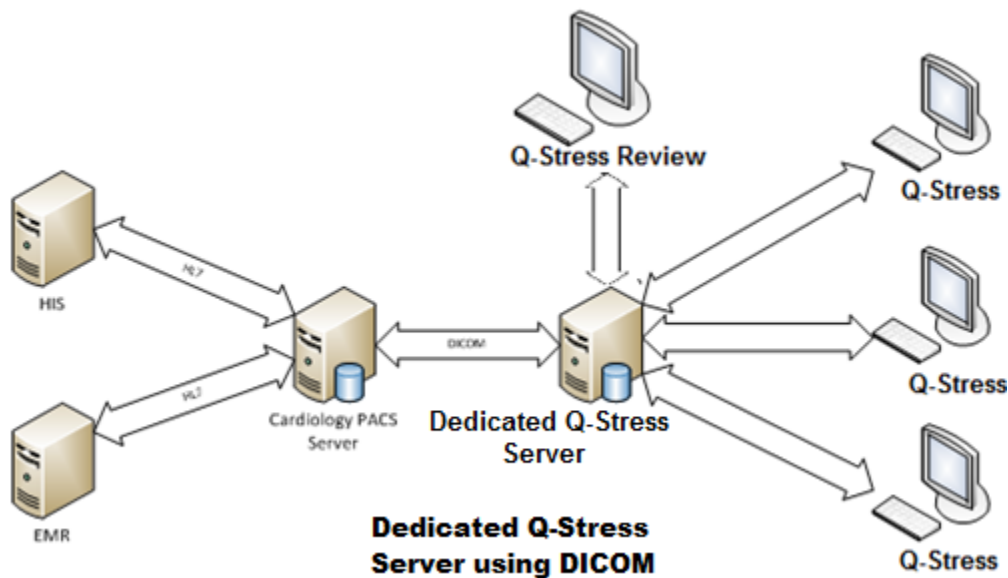 Q-Stress Review
Q-Stress
HL7
HIS
DICOM
Q-Stress
HL7
Cardiology PACS
Server
Dedicated Q-Stress
Server
EMR
Dedicated Q-Stress
Server using DICOM
Q-Stress